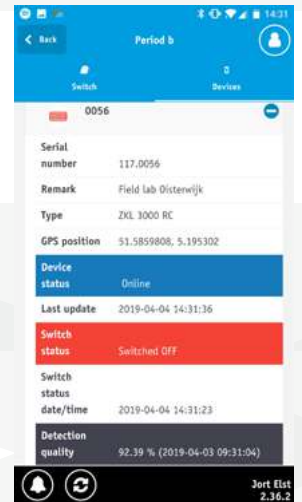 14:31
Back
Period b
Switch
Devices
0056
Serial
number
117.0056
Remark
Field lab Oisterwijk
Type
ZKL 3000 RC
GPS position
51.5859808, 5.195302
Device
status
Online
Last update
2019-04-04 14:31:36
Switch
status
Switched OFF
Switch
status
date/time
2019-04-04 14:31:23
Detection
quality
92.39 % (2019-04-03 09:31:04)
Jort Elst
2.36.2